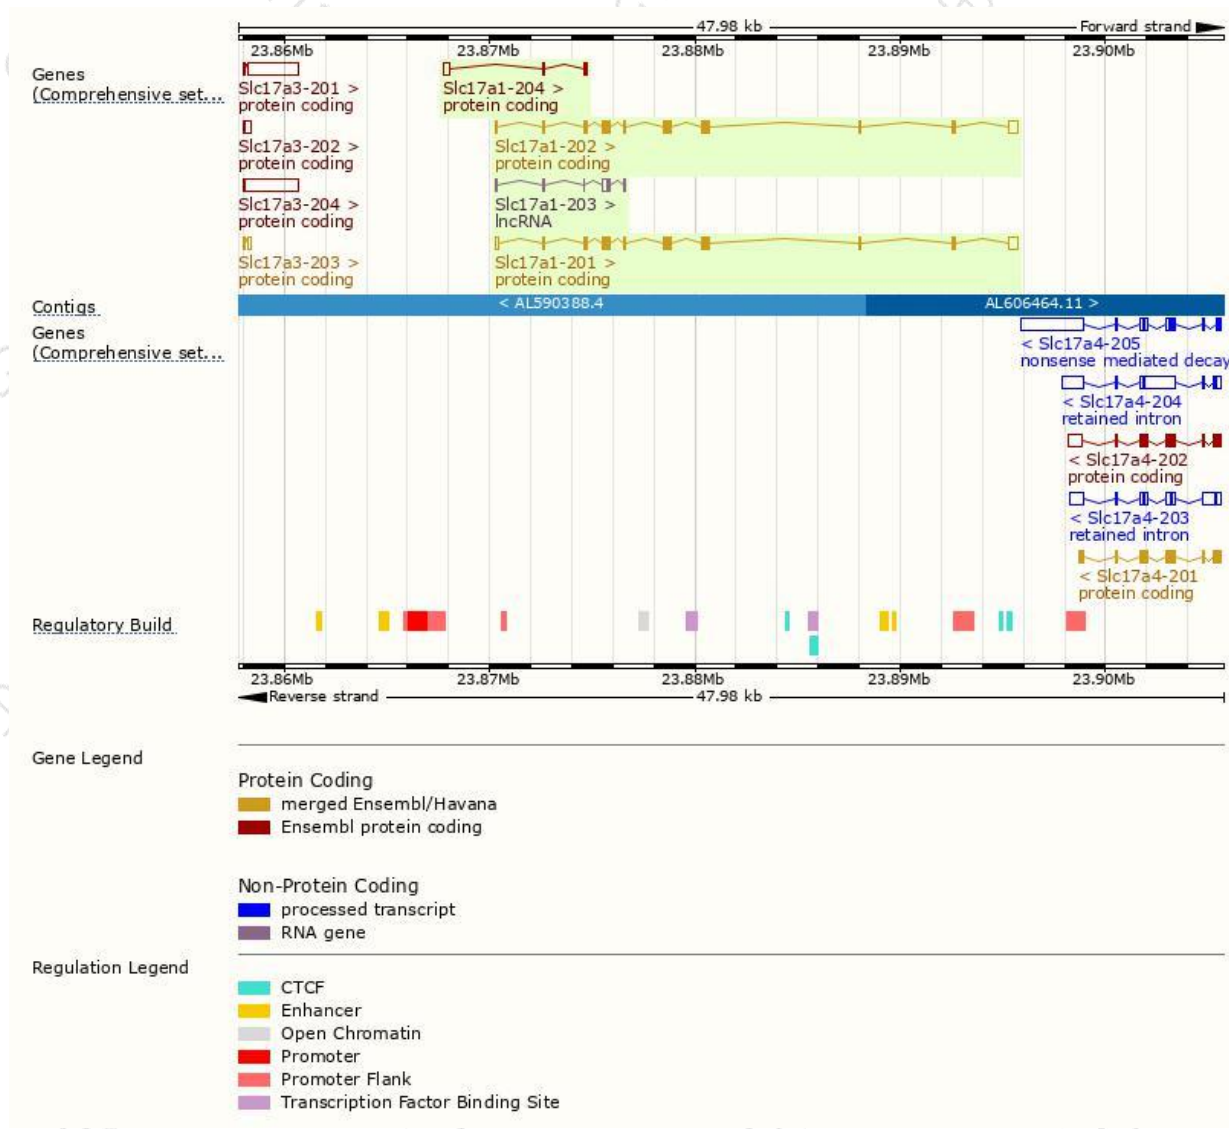 47.98 kb Forward strand
23.86Mb 23.87Mb 23.88Mb 23.89Mb 23.90Mb
Genes
(Comprehensive set...
Slc17a3-201 > Slc17a1-204 >
protein coding protein coding
Slc17a3-202 > Slc17a1-202 >
protein coding protein coding
Slc17a3-204 > Slc17a1-203 >
protein coding lncRNA
Slc17a3-203 > Slc17a1-201 >
protein coding protein coding
Contigs < AL590388.4 AL606464.11 >
Genes
(Comprehensive set...
< Slc17a4-205
nonsense mediated decay
< Slc17a4-204
retained intron
< Slc17a4-202
protein coding
< Slc17a4-203
retained intron
< Slc17a4-201
protein coding
Regulatory Build
23.86Mb 23.87Mb 23.88Mb 23.89Mb 23.90Mb
Reverse strand 47.98 kb
Gene Legend
Protein Coding
merged Ensembl/Havana
Ensembl protein coding
Non-Protein Coding
processed transcript
RNA gene
Regulation Legend
CTCF
Enhancer
Open Chromatin
Promoter
Promoter Flank
Transcription Factor Binding Site